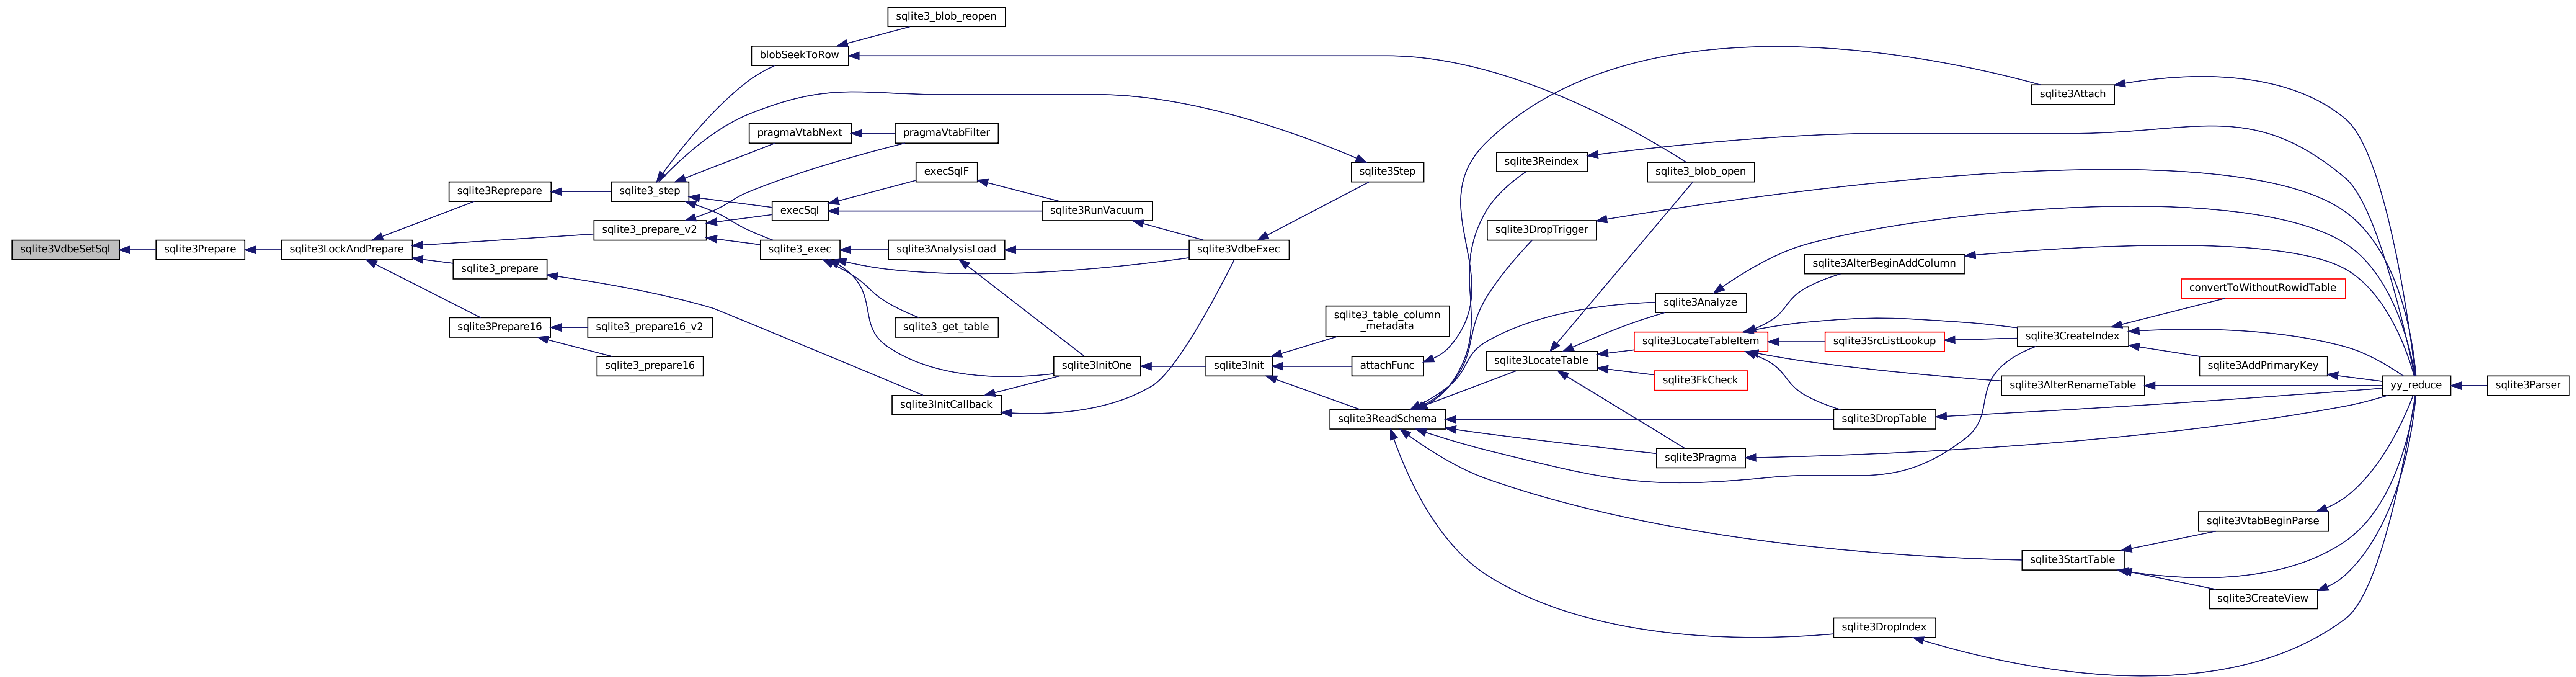 sqlite3_blob_reopen
blobSeekToRow
sqlite3Attach
pragmaVtabNext
pragmaVtabFilter
sqlite3Reindex
sqlite3_blob_open
sqlite3Step
execSqlF
sqlite3Reprepare
sqlite3_step
execSql
sqlite3RunVacuum
sqlite3_prepare_v2
sqlite3DropTrigger
sqlite3VdbeSetSql
sqlite3Prepare
sqlite3LockAndPrepare
sqlite3_exec
sqlite3AnalysisLoad
sqlite3VdbeExec
sqlite3AlterBeginAddColumn
sqlite3_prepare
convertToWithoutRowidTable
sqlite3Analyze
sqlite3_table_column
_metadata
sqlite3Prepare16
sqlite3_prepare16_v2
sqlite3_get_table
sqlite3CreateIndex
sqlite3LocateTableItem
sqlite3SrcListLookup
sqlite3LocateTable
sqlite3_prepare16
sqlite3InitOne
sqlite3Init
attachFunc
sqlite3AddPrimaryKey
sqlite3FkCheck
sqlite3AlterRenameTable
yy_reduce
sqlite3Parser
sqlite3InitCallback
sqlite3ReadSchema
sqlite3DropTable
sqlite3Pragma
sqlite3VtabBeginParse
sqlite3StartTable
sqlite3CreateView
sqlite3DropIndex